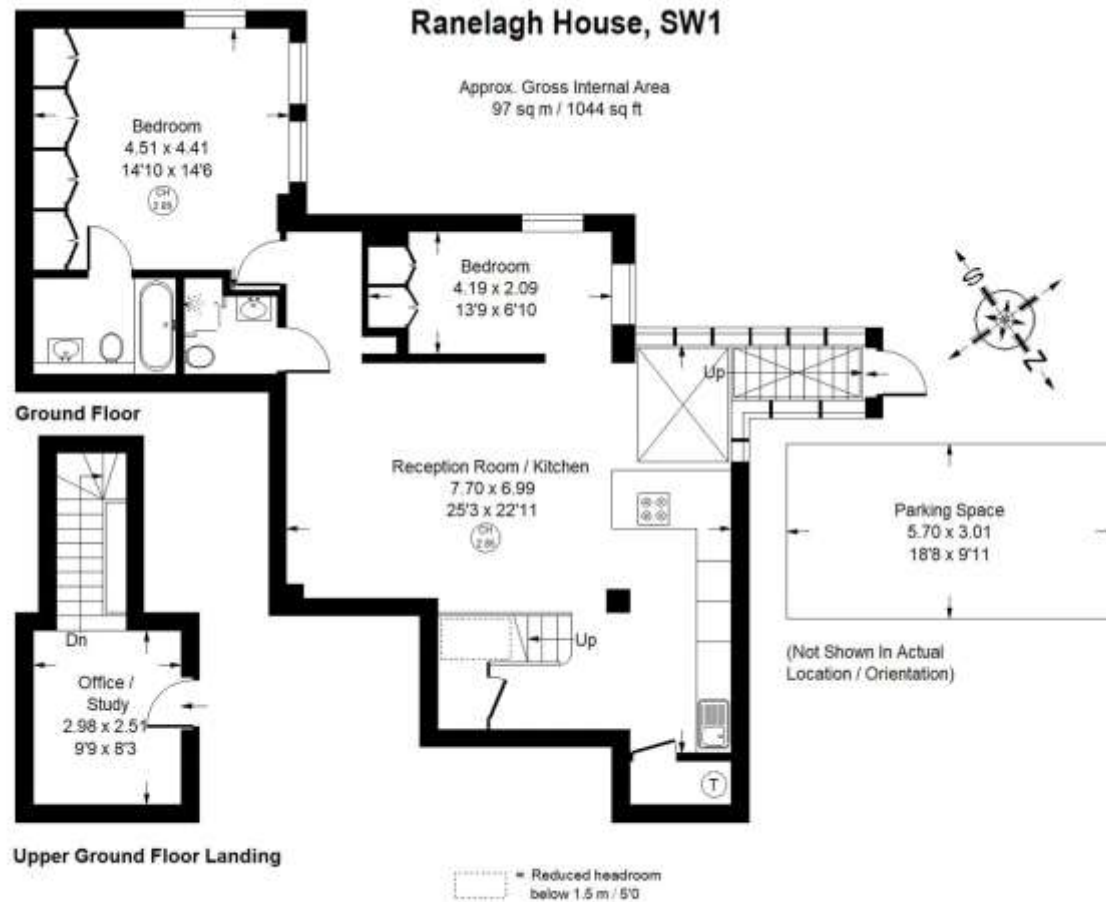 Ranelagh House, SW1
Approx. Gross Internal Area
97 sq m / 1044 sq ft
Bedroom
4.51 x 4.41
14'10 x 14'6
CH
Bedroom
4.19 x 2.09
13'9 x 6'10
S
N
Up
Ground Floor
Reception Room / Kitchen
7.70 x 6.99
25'3 x 22'11
CH
Parking Space
5.70 x 3.01
18'8 x 9'11
(Not Shown In Actual
Location / Orientation)
Up
Dn
Office /
Study
2.98 x 2.51
9'9 x 8'3
T
Upper Ground Floor Landing
= Reduced headroom
below 1.5 m / 5'0